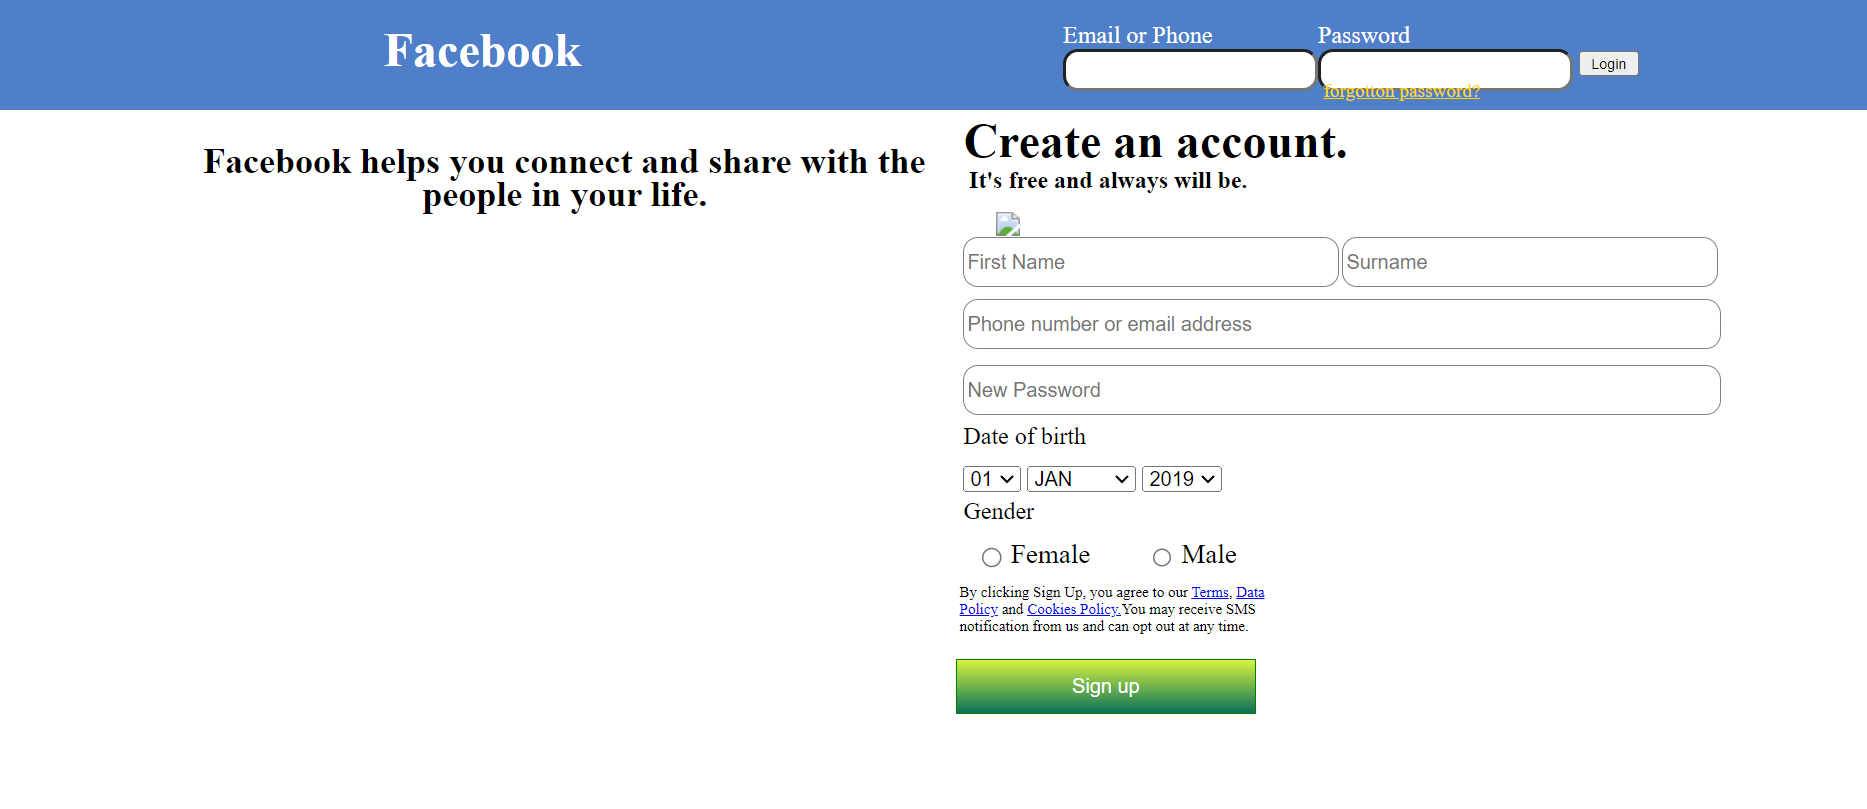 Facebook
Email or Phone
Password
Login
forgotton password?
Facebook helps you connect and share with the
people in your life.
Create an account.
It's free and always will be.
First Name
Surname
Phone number or email address
New Password
Date of birth
01 JAN 2019
Gender
Female Male
By clicking Sign Up, you agree to our Terms, Data
Policy and Cookies Policy.You may receive SMS
notification from us and can opt out at any time.
Sign up